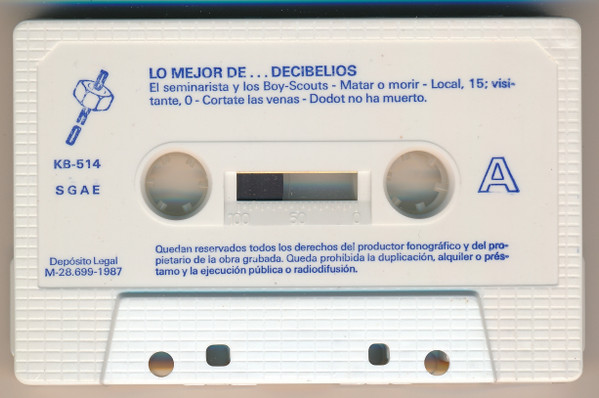 LO MEJOR DE... DECIBELIOS
El seminarista y los Boy-Scouts - Matar o morir - Local, 15; visi-
tante, 0 - Cortate las venas - Dodot no ha muerto.
KB-514
SGAE
A
100 50 0
Depósito Legal
M-28.699-1987
Quedan reservados todos los derechos del productor fonográfico y del pro-
pietario de la obra grabada. Queda prohibida la duplicación, alquiler o prés-
tamo y la ejecución pública o radiodifusión.